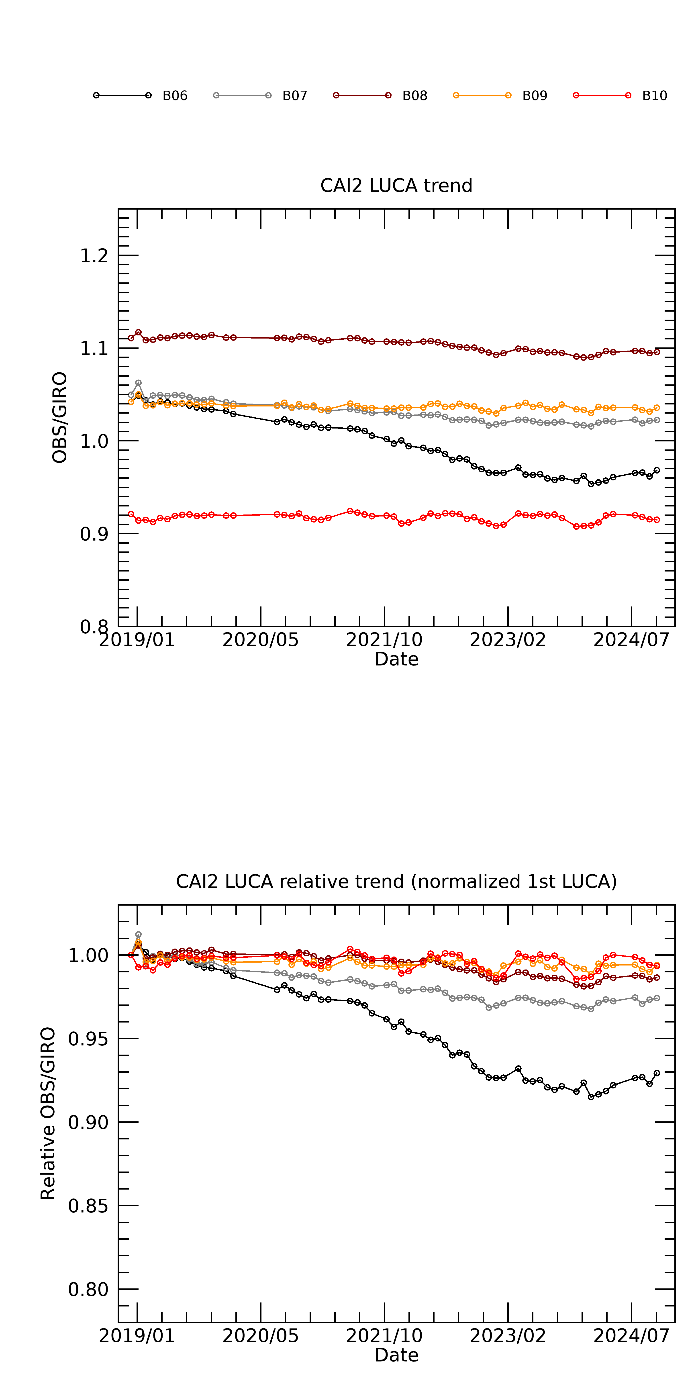 B06 B07 B08 B09 B10
CAI2 LUCA trend
OBS/GIRO
1.2
1.1
1.0
0.9
0.8
2019/01 2020/05 2021/10 2023/02 2024/07
Date
CAI2 LUCA relative trend (normalized 1st LUCA)
Relative OBS/GIRO
1.00
0.95
0.90
0.85
0.80
2019/01 2020/05 2021/10 2023/02 2024/07
Date